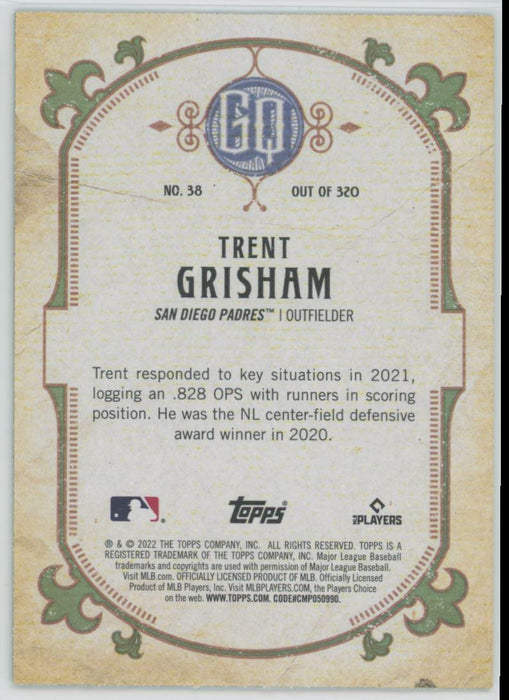 GQ
NO. 38 OUT OF 320
TRENT
GRISHAM
SAN DIEGO PADRES™ | OUTFIELDER
Trent responded to key situations in 2021,
logging an .828 OPS with runners in scoring
position. He was the NL center-field defensive
award winner in 2020.
Topps
MLB PLAYERS
® & © 2022 THE TOPPS COMPANY, INC. ALL RIGHTS RESERVED. TOPPS IS A
REGISTERED TRADEMARK OF THE TOPPS COMPANY, INC. Major League Baseball
trademarks and copyrights are used with permission of Major League Baseball.
Visit MLB.com. OFFICIALLY LICENSED PRODUCT OF MLB. Officially Licensed
Product of MLB Players, Inc. Visit MLBPLAYERS.COM, the Players Choice
on the web. WWW.TOPPS.COM. CODE#CMP050990.